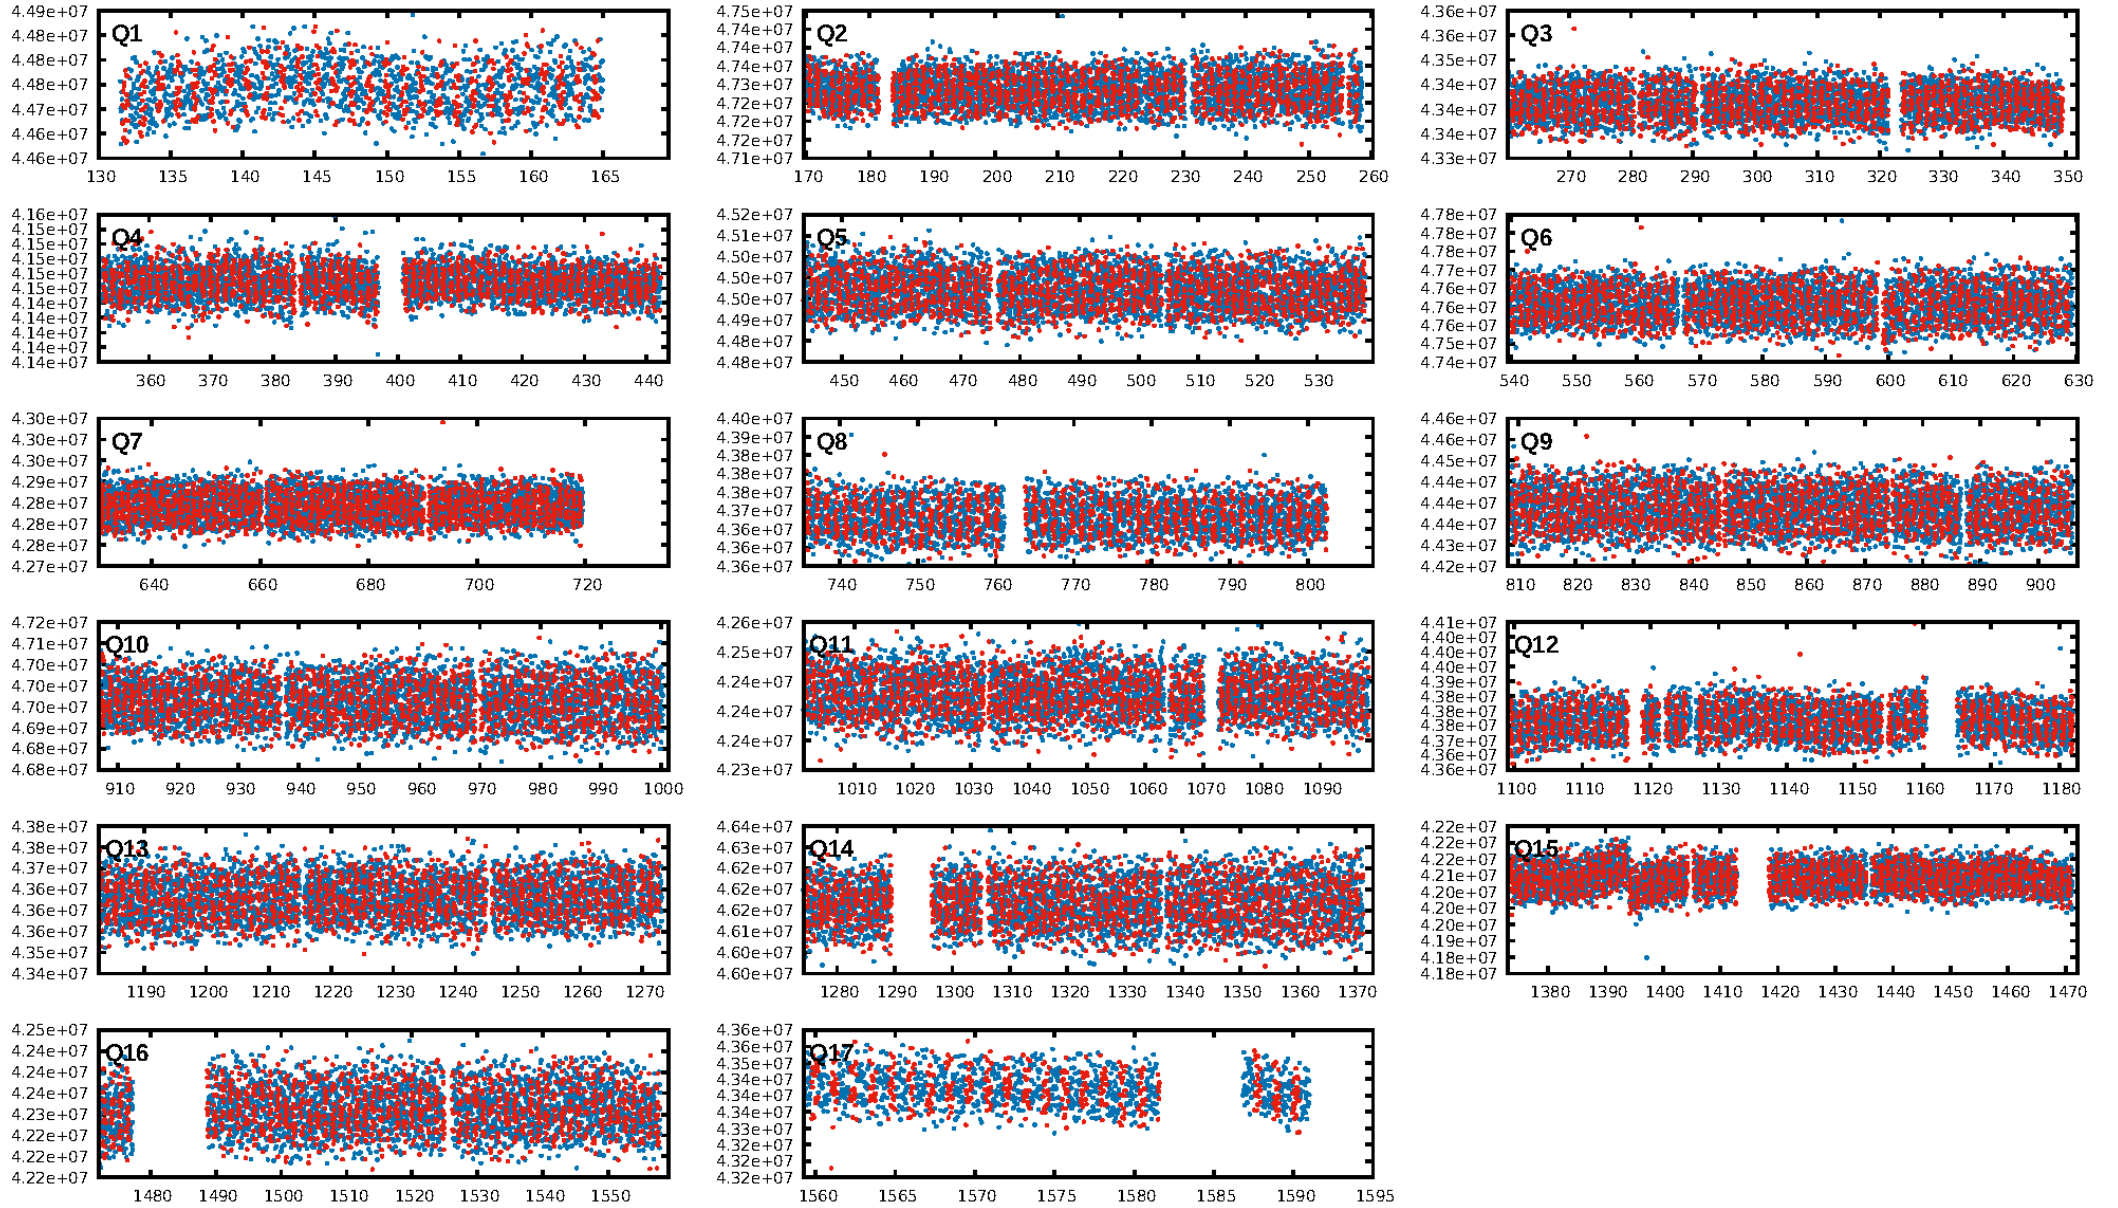 Q1
4.49e+07
4.48e+07
4.48e+07
4.48e+07
4.47e+07
4.46e+07
4.46e+07
130 135 140 145 150 155 160 165
Q2
4.75e+07
4.74e+07
4.74e+07
4.74e+07
4.73e+07
4.72e+07
4.72e+07
4.72e+07
4.71e+07
170 180 190 200 210 220 230 240 250 260
Q3
4.36e+07
4.36e+07
4.35e+07
4.34e+07
4.34e+07
4.34e+07
4.33e+07
270 280 290 300 310 320 330 340 350
Q4
4.16e+07
4.15e+07
4.15e+07
4.15e+07
4.15e+07
4.15e+07
4.14e+07
4.14e+07
4.14e+07
4.14e+07
4.14e+07
360 370 380 390 400 410 420 430 440
Q5
4.52e+07
4.51e+07
4.50e+07
4.50e+07
4.50e+07
4.49e+07
4.48e+07
4.48e+07
450 460 470 480 490 500 510 520 530
Q6
4.78e+07
4.78e+07
4.78e+07
4.77e+07
4.76e+07
4.76e+07
4.76e+07
4.75e+07
4.74e+07
540 550 560 570 580 590 600 610 620 630
Q7
4.30e+07
4.30e+07
4.30e+07
4.29e+07
4.28e+07
4.28e+07
4.28e+07
4.27e+07
640 660 680 700 720
Q8
4.40e+07
4.39e+07
4.38e+07
4.38e+07
4.38e+07
4.37e+07
4.36e+07
4.36e+07
4.36e+07
740 750 760 770 780 790 800
Q9
4.46e+07
4.46e+07
4.45e+07
4.44e+07
4.44e+07
4.44e+07
4.43e+07
4.42e+07
810 820 830 840 850 860 870 880 890 900
Q10
4.72e+07
4.71e+07
4.70e+07
4.70e+07
4.70e+07
4.69e+07
4.68e+07
4.68e+07
910 920 930 940 950 960 970 980 990 1000
Q11
4.26e+07
4.25e+07
4.24e+07
4.24e+07
4.24e+07
4.23e+07
1010 1020 1030 1040 1050 1060 1070 1080 1090
Q12
4.41e+07
4.40e+07
4.40e+07
4.40e+07
4.39e+07
4.38e+07
4.38e+07
4.38e+07
4.37e+07
4.36e+07
4.36e+07
1100 1110 1120 1130 1140 1150 1160 1170 1180
Q13
4.38e+07
4.38e+07
4.37e+07
4.36e+07
4.36e+07
4.36e+07
4.35e+07
4.34e+07
1190 1200 1210 1220 1230 1240 1250 1260 1270
Q14
4.64e+07
4.63e+07
4.62e+07
4.62e+07
4.62e+07
4.61e+07
4.60e+07
4.60e+07
1280 1290 1300 1310 1320 1330 1340 1350 1360 1370
Q15
4.22e+07
4.22e+07
4.22e+07
4.21e+07
4.20e+07
4.20e+07
4.20e+07
4.19e+07
4.18e+07
4.18e+07
1380 1390 1400 1410 1420 1430 1440 1450 1460 1470
Q16
4.25e+07
4.24e+07
4.24e+07
4.24e+07
4.23e+07
4.22e+07
4.22e+07
4.22e+07
1480 1490 1500 1510 1520 1530 1540 1550
Q17
4.36e+07
4.36e+07
4.35e+07
4.34e+07
4.34e+07
4.34e+07
4.33e+07
4.32e+07
4.32e+07
4.32e+07
1560 1565 1570 1575 1580 1585 1590 1595